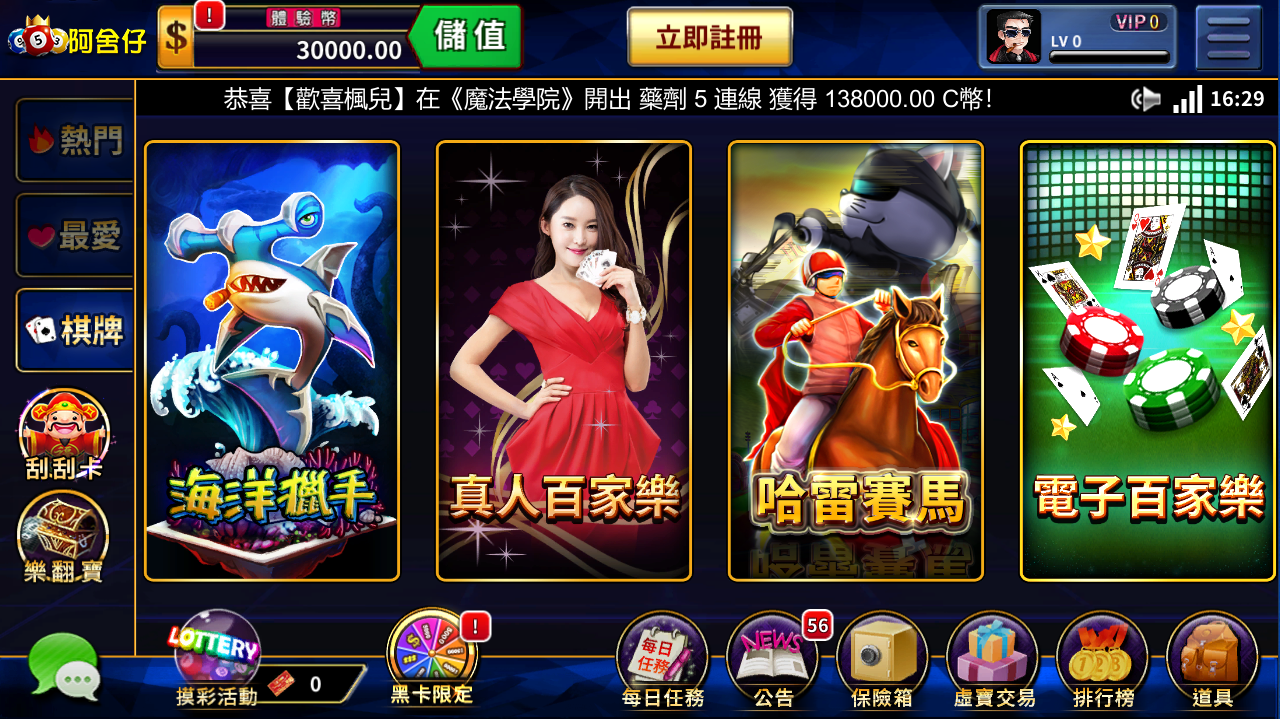 阿舍仔
5
$
!
體驗幣
30000.00
儲值
立即註冊
VIP 0
LV 0
恭喜【歡喜楓兒】在《魔法學院》開出 藥劑 5 連線 獲得 138000.00 C幣!
16:29
熱門
最愛
棋牌
刮刮卡
樂翻寶
海洋獵手
真人百家樂
哈雷賽馬
電子百家樂
LOTTERY
摸彩活動
0
!
黑卡限定
每日任務
每日任務
NEWS
56
公告
保險箱
虛寶交易
1 2 3
排行榜
道具